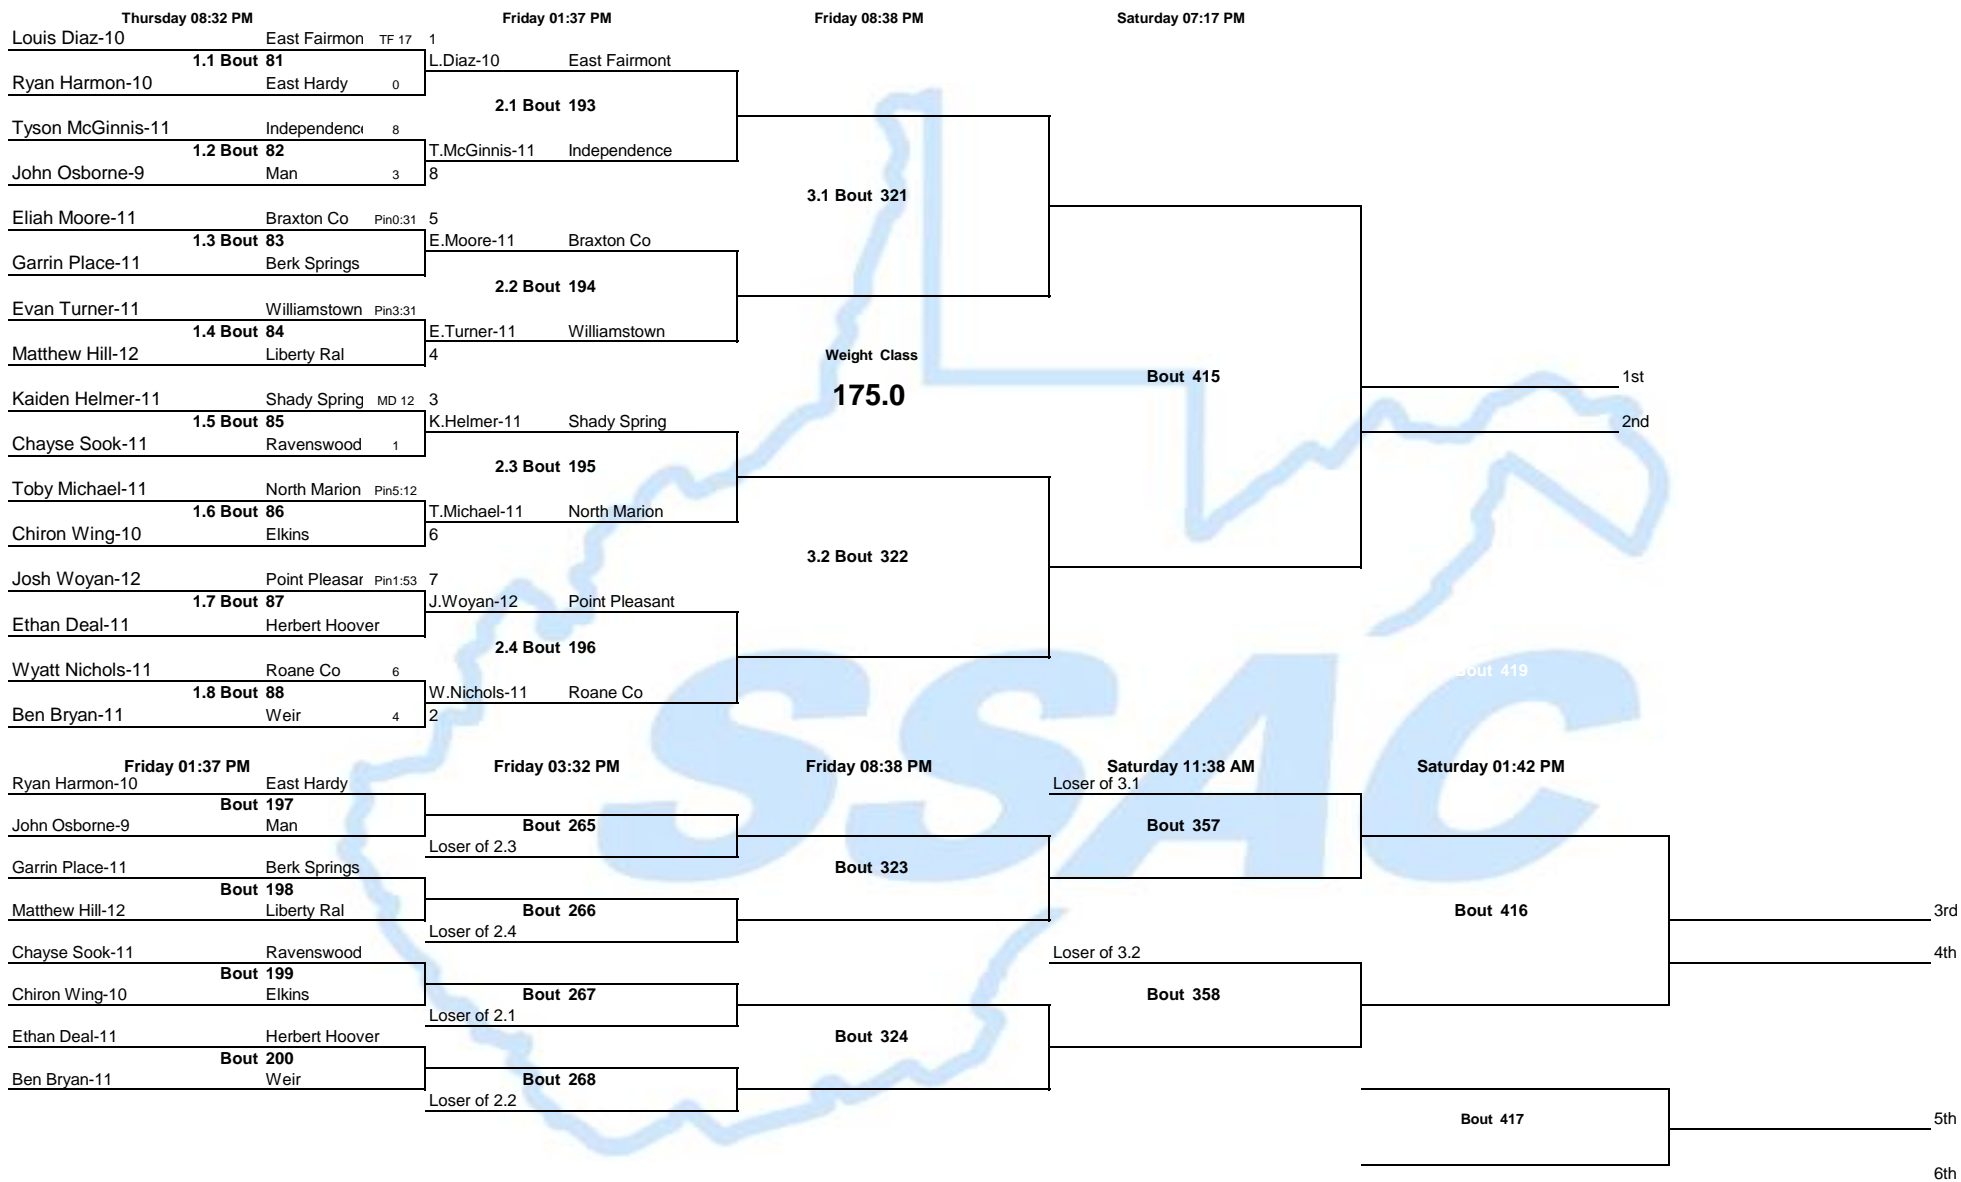 Thursday 08:32 PM Friday 01:37 PM Friday 08:38 PM Saturday 07:17 PM
Louis Diaz-10 East Fairmon TF 17 1
1.1 Bout 81 L.Diaz-10 East Fairmont
Ryan Harmon-10 East Hardy 0
2.1 Bout 193
Tyson McGinnis-11 Independence 8
1.2 Bout 82 T.McGinnis-11 Independence
John Osborne-9 Man 3 8
3.1 Bout 321
Eliah Moore-11 Braxton Co Pin0:31 5
1.3 Bout 83 E.Moore-11 Braxton Co
Garrin Place-11 Berk Springs
2.2 Bout 194
Evan Turner-11 Williamstown Pin3:31
1.4 Bout 84 E.Turner-11 Williamstown
Matthew Hill-12 Liberty Ral 4 Weight Class
Bout 415 1st
Kaiden Helmer-11 Shady Spring MD 12 3 175.0
1.5 Bout 85 K.Helmer-11 Shady Spring 2nd
Chayse Sook-11 Ravenswood 1
2.3 Bout 195
Toby Michael-11 North Marion Pin5:12
1.6 Bout 86 T.Michael-11 North Marion
Chiron Wing-10 Elkins 6
3.2 Bout 322
Josh Woyan-12 Point Pleasar Pin1:53 7
1.7 Bout 87 J.Woyan-12 Point Pleasant
Ethan Deal-11 Herbert Hoover
2.4 Bout 196
Wyatt Nichols-11 Roane Co 6 Bout 419
1.8 Bout 88 W.Nichols-11 Roane Co
Ben Bryan-11 Weir 4 2
SSAC
Friday 01:37 PM Friday 03:32 PM Friday 08:38 PM Saturday 11:38 AM Saturday 01:42 PM
Ryan Harmon-10 East Hardy Loser of 3.1
Bout 197
John Osborne-9 Man Bout 265 Bout 357
Loser of 2.3
Garrin Place-11 Berk Springs Bout 323
Bout 198
Matthew Hill-12 Liberty Ral Bout 266 Bout 416 3rd
Loser of 2.4
Chayse Sook-11 Ravenswood Loser of 3.2 4th
Bout 199
Chiron Wing-10 Elkins Bout 267 Bout 358
Loser of 2.1
Ethan Deal-11 Herbert Hoover Bout 324
Bout 200
Ben Bryan-11 Weir Bout 268
Loser of 2.2
Bout 417 5th
6th